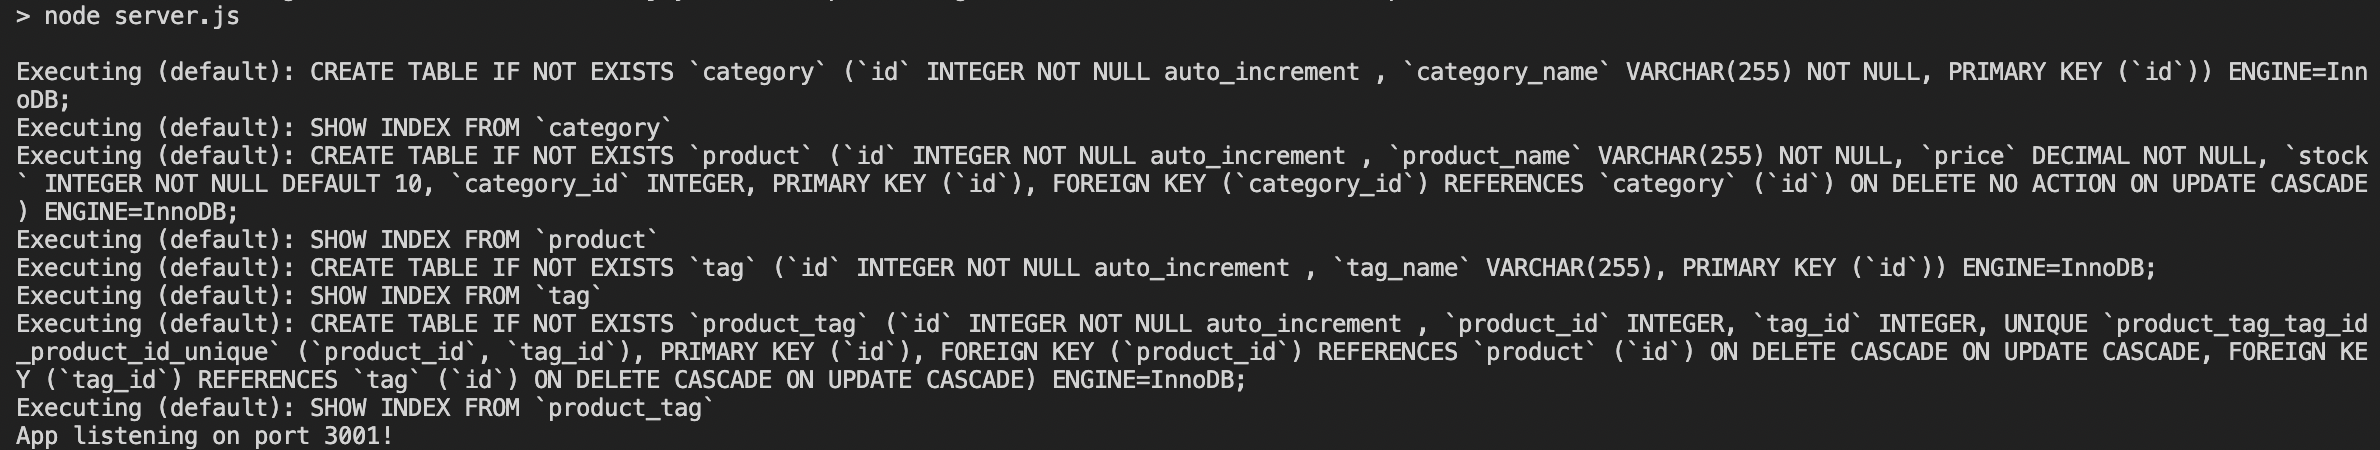 > node server.js
Executing (default): CREATE TABLE IF NOT EXISTS `category` (`id` INTEGER NOT NULL auto_increment , `category_name` VARCHAR(255) NOT NULL, PRIMARY KEY (`id`)) ENGINE=Inn
oDB;
Executing (default): SHOW INDEX FROM `category`
Executing (default): CREATE TABLE IF NOT EXISTS `product` (`id` INTEGER NOT NULL auto_increment , `product_name` VARCHAR(255) NOT NULL, `price` DECIMAL NOT NULL, `stock
` INTEGER NOT NULL DEFAULT 10, `category_id` INTEGER, PRIMARY KEY (`id`), FOREIGN KEY (`category_id`) REFERENCES `category` (`id`) ON DELETE NO ACTION ON UPDATE CASCADE
) ENGINE=InnoDB;
Executing (default): SHOW INDEX FROM `product`
Executing (default): CREATE TABLE IF NOT EXISTS `tag` (`id` INTEGER NOT NULL auto_increment , `tag_name` VARCHAR(255), PRIMARY KEY (`id`)) ENGINE=InnoDB;
Executing (default): SHOW INDEX FROM `tag`
Executing (default): CREATE TABLE IF NOT EXISTS `product_tag` (`id` INTEGER NOT NULL auto_increment , `product_id` INTEGER, `tag_id` INTEGER, UNIQUE `product_tag_tag_id
_product_id_unique` (`product_id`, `tag_id`), PRIMARY KEY (`id`), FOREIGN KEY (`product_id`) REFERENCES `product` (`id`) ON DELETE CASCADE ON UPDATE CASCADE, FOREIGN KE
Y (`tag_id`) REFERENCES `tag` (`id`) ON DELETE CASCADE ON UPDATE CASCADE) ENGINE=InnoDB;
Executing (default): SHOW INDEX FROM `product_tag`
App listening on port 3001!